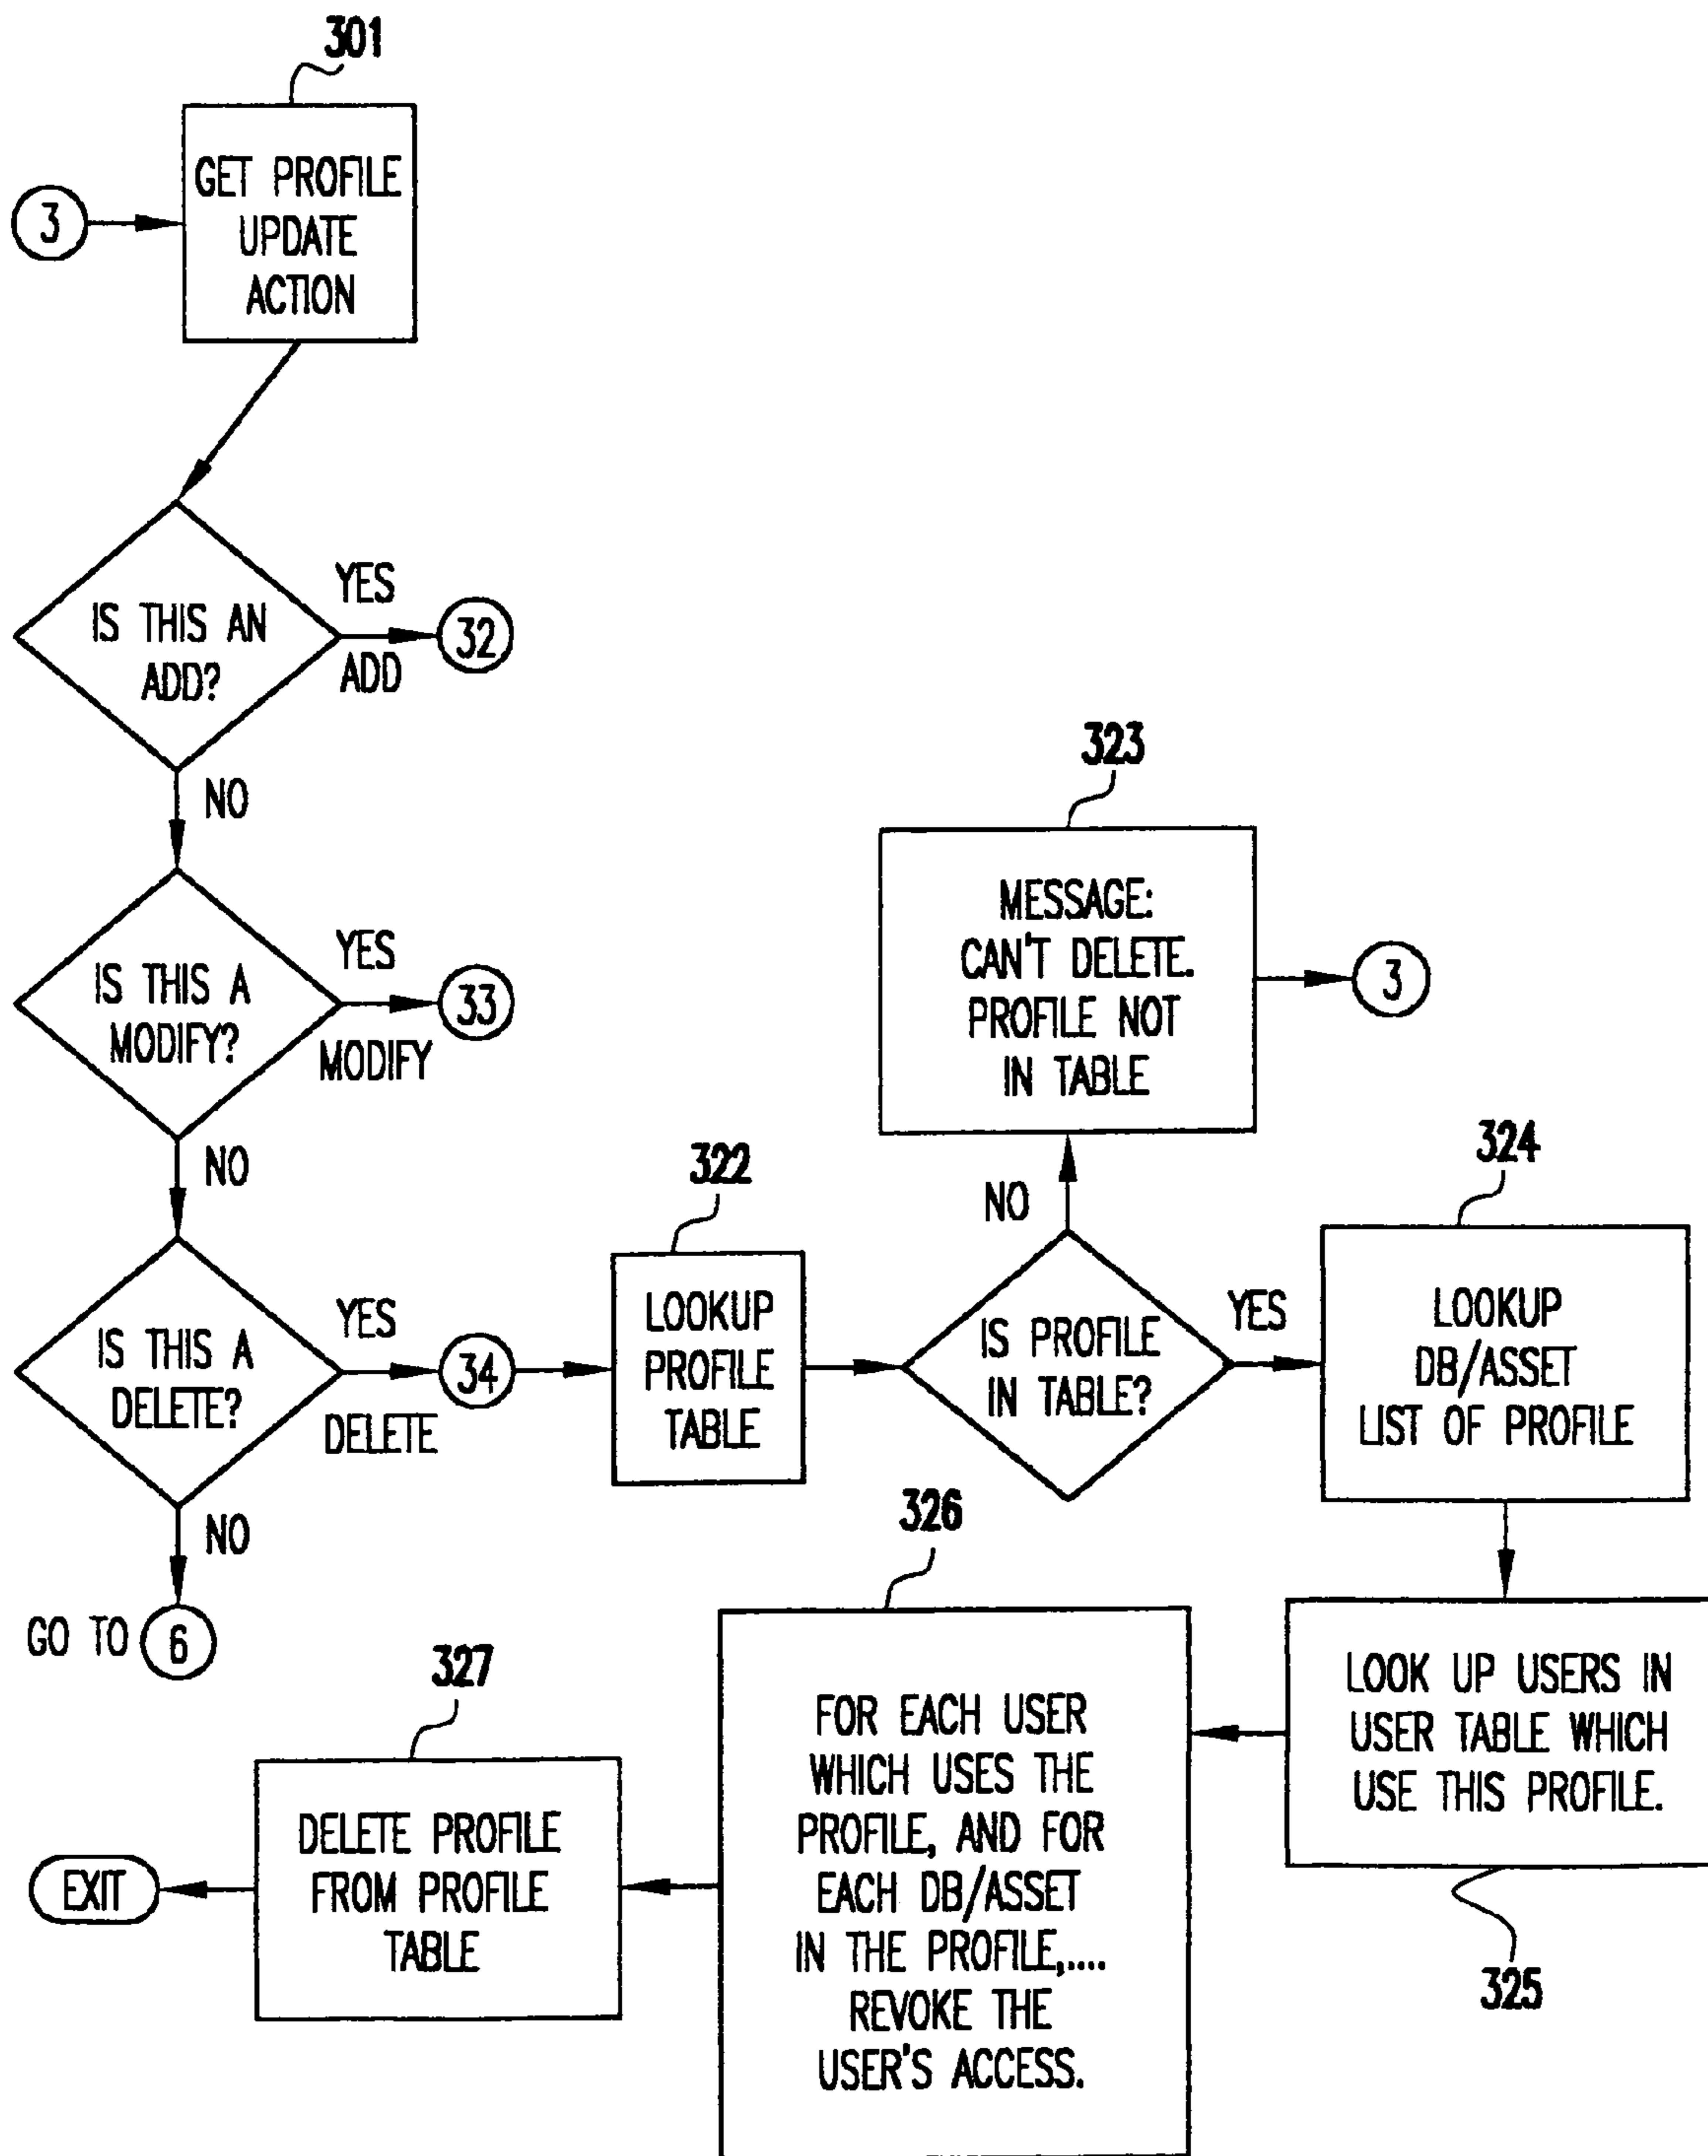 301
GET PROFILE
UPDATE
ACTION
3
IS THIS AN
ADD?
YES
ADD
32
NO
IS THIS A
MODIFY?
YES
MODIFY
33
NO
IS THIS A
DELETE?
YES
DELETE
34
NO
GO TO 6
322
LOOKUP
PROFILE
TABLE
IS PROFILE
IN TABLE?
NO
323
MESSAGE:
CAN'T DELETE.
PROFILE NOT
IN TABLE
3
YES
324
LOOKUP
DB/ASSET
LIST OF PROFILE
LOOK UP USERS IN
USER TABLE WHICH
USE THIS PROFILE.
325
326
FOR EACH USER
WHICH USES THE
PROFILE, AND FOR
EACH DB/ASSET
IN THE PROFILE,....
REVOKE THE
USER'S ACCESS.
327
DELETE PROFILE
FROM PROFILE
TABLE
EXIT